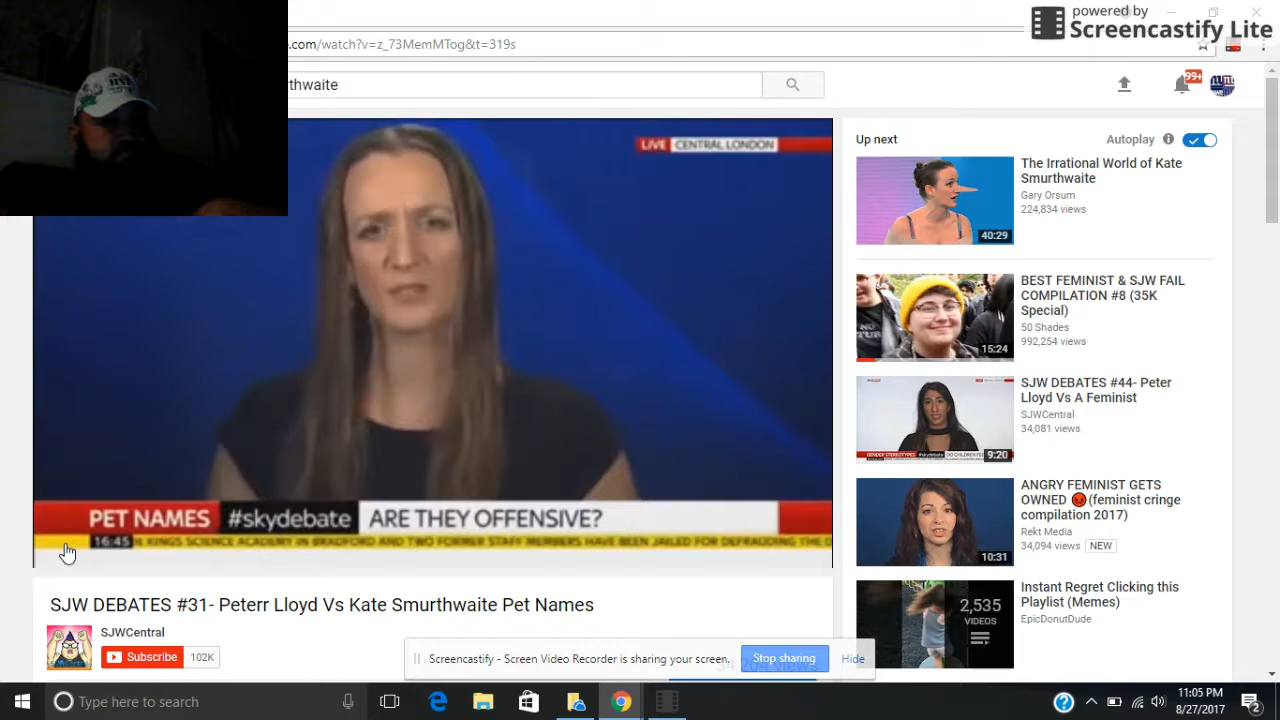 powered by
Screencastify Lite
e.com/watch?v=z_73MemMTog&t=319s
thwaite
99+
LIVE CENTRAL LONDON
PET NAMES #skydebate ARE THEY OFFENSIVE?
16:45 KINGS SCIENCE ACADEMY IN BRADFORD AND TWO FORMER STAFF MEMBERS HAVE BEEN JAILED FOR DEFRAUDING THE
SJW DEBATES #31- Peterr Lloyd Vs Kate Smurthwaite Pet Names
SJWCentral
Subscribe 102K
Up next
Autoplay
The Irrational World of Kate
Smurthwaite
Gary Orsum
224,834 views
40:29
BEST FEMINIST & SJW FAIL
COMPILATION #8 (35K
Special)
50 Shades
992,254 views
15:24
SJW DEBATES #44- Peter
Lloyd Vs A Feminist
SJWCentral
34,081 views
9:20
ANGRY FEMINIST GETS
OWNED 😡(feminist cringe
compilation 2017)
Rekt Media
34,094 views NEW
10:31
Instant Regret Clicking this
Playlist (Memes)
EpicDonutDude
2,535
VIDEOS
Screencastify - Screen Video Recorder is sharing your screen.
Stop sharing
Hide
Type here to search
11:05 PM
8/27/2017
2